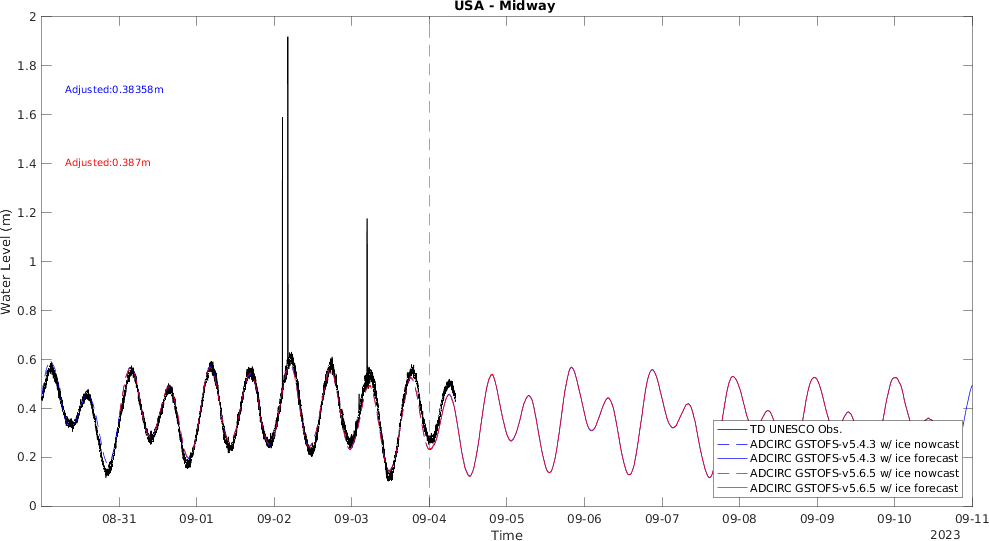 USA - Midway
2
1.8
1.6
1.4
1.2
1
0.8
0.6
0.4
0.2
0
Water Level (m)
Adjusted:0.38358m
Adjusted:0.387m
TD UNESCO Obs.
ADCIRC GSTOFS-v5.4.3 w/ ice nowcast
ADCIRC GSTOFS-v5.4.3 w/ ice forecast
ADCIRC GSTOFS-v5.6.5 w/ ice nowcast
ADCIRC GSTOFS-v5.6.5 w/ ice forecast
08-31 09-01 09-02 09-03 09-04 09-05 09-06 09-07 09-08 09-09 09-10 09-11
Time
2023